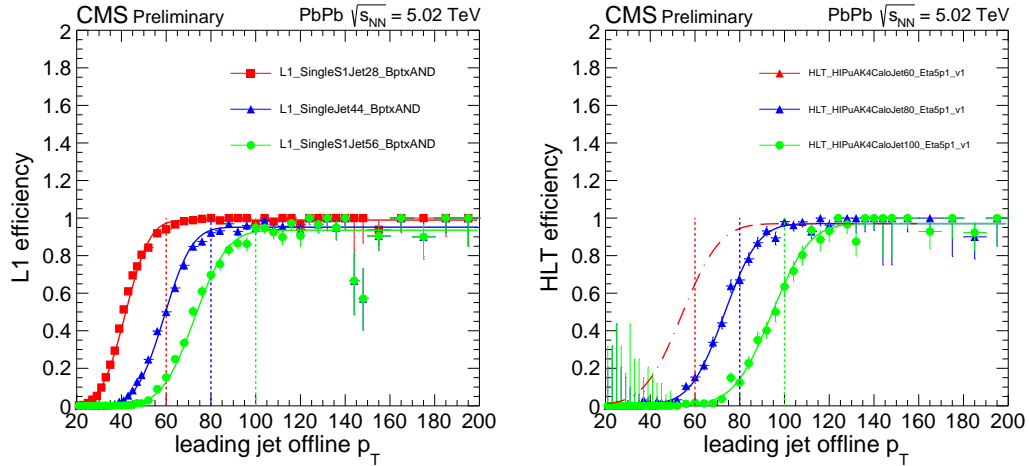 CMS Preliminary PbPb √s_NN = 5.02 TeV
2
1.8
1.6
1.4
1.2
1
0.8
0.6
0.4
0.2
0
L1 efficiency
L1_SingleS1Jet28_BptxAND
L1_SingleJet44_BptxAND
L1_SingleS1Jet56_BptxAND
20 40 60 80 100 120 140 160 180 200
leading jet offline p_T
CMS Preliminary PbPb √s_NN = 5.02 TeV
2
1.8
1.6
1.4
1.2
1
0.8
0.6
0.4
0.2
0
HLT efficiency
HLT_HIPuAK4CaloJet60_Eta5p1_v1
HLT_HIPuAK4CaloJet80_Eta5p1_v1
HLT_HIPuAK4CaloJet100_Eta5p1_v1
20 40 60 80 100 120 140 160 180 200
leading jet offline p_T